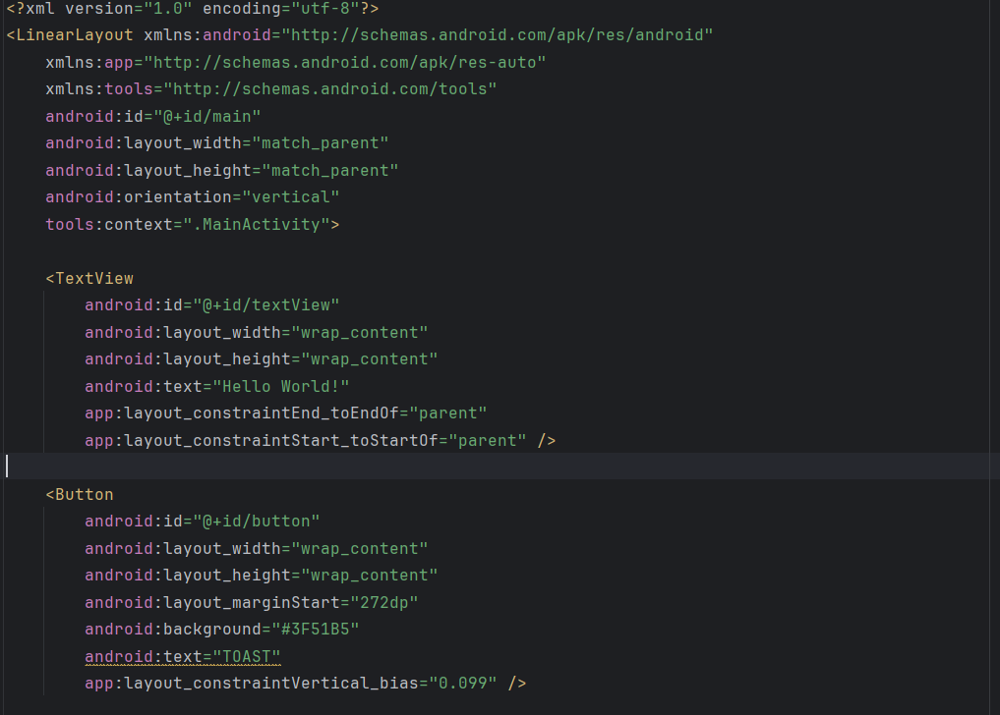 <?xml version="1.0" encoding="utf-8"?>
<LinearLayout xmlns:android="http://schemas.android.com/apk/res/android"
    xmlns:app="http://schemas.android.com/apk/res-auto"
    xmlns:tools="http://schemas.android.com/tools"
    android:id="@+id/main"
    android:layout_width="match_parent"
    android:layout_height="match_parent"
    android:orientation="vertical"
    tools:context=".MainActivity">

    <TextView
        android:id="@+id/textView"
        android:layout_width="wrap_content"
        android:layout_height="wrap_content"
        android:text="Hello World!"
        app:layout_constraintEnd_toEndOf="parent"
        app:layout_constraintStart_toStartOf="parent" />

    <Button
        android:id="@+id/button"
        android:layout_width="wrap_content"
        android:layout_height="wrap_content"
        android:layout_marginStart="272dp"
        android:background="#3F51B5"
        android:text="TOAST"
        app:layout_constraintVertical_bias="0.099" />